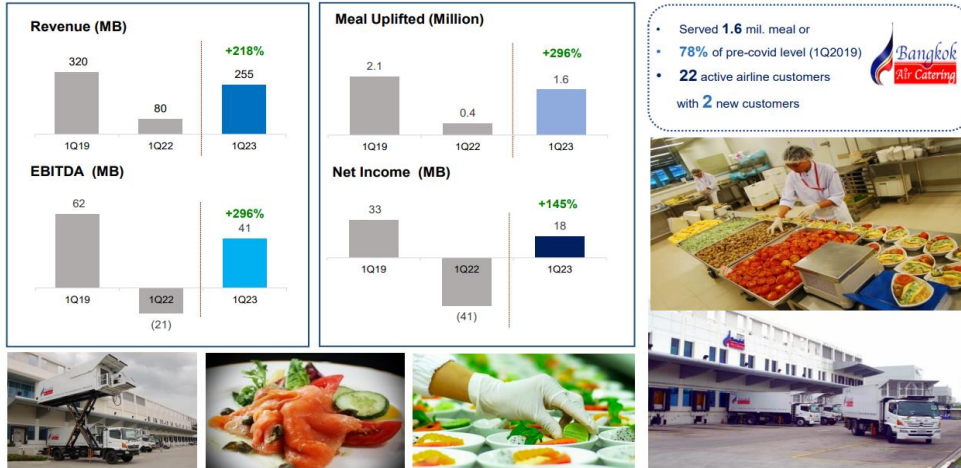 Revenue (MB)
+218%
320
80
255
1Q19
1Q22
1Q23
EBITDA (MB)
+296%
62
41
1Q19
1Q22
1Q23
(21)
Meal Uplifted (Million)
+296%
2.1
0.4
1.6
1Q19
1Q22
1Q23
Net Income (MB)
+145%
33
18
1Q19
1Q22
1Q23
(41)
• Served 1.6 mil. meal or
• 78% of pre-covid level (1Q2019)
• 22 active airline customers
with 2 new customers
Bangkok
Air Catering